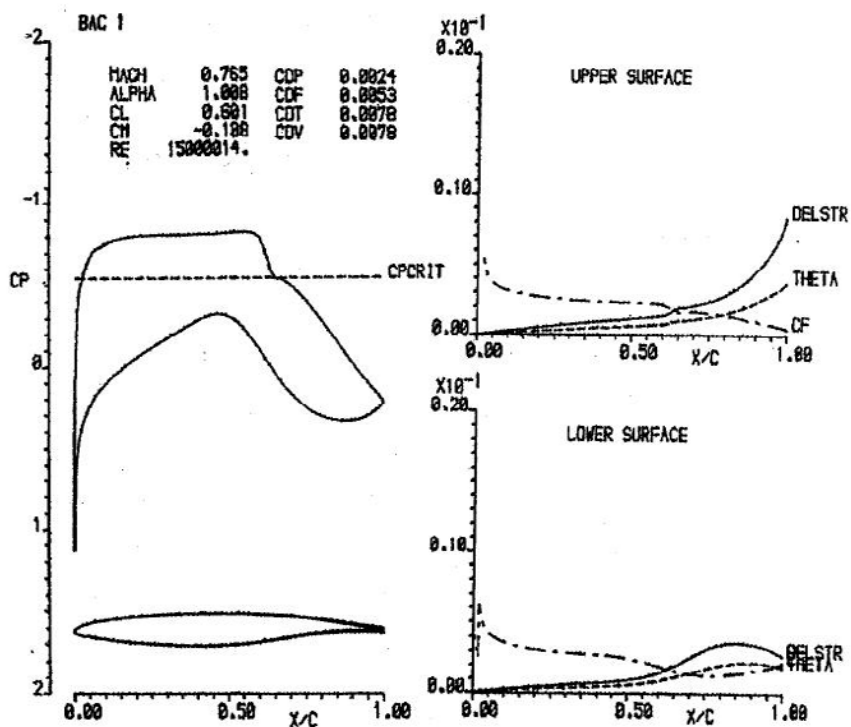 BAC 1
MACH 0.765 CDP 0.0024
ALPHA 1.008 CDF 0.0053
CL 0.601 CDT 0.0078
CM -0.108 CDV 0.0078
RE 15000014.
-2
-1
CP
0
1
2
CPCRIT
0.00 0.50 1.00
X/C
X10-1
0.20
UPPER SURFACE
0.10
DELSTR
THETA
CF
0.00
0.00 0.50 1.00
X/C
X10-1
0.20
LOWER SURFACE
0.10
DELSTR
THETA
0.00
0.00 0.50 1.00
X/C